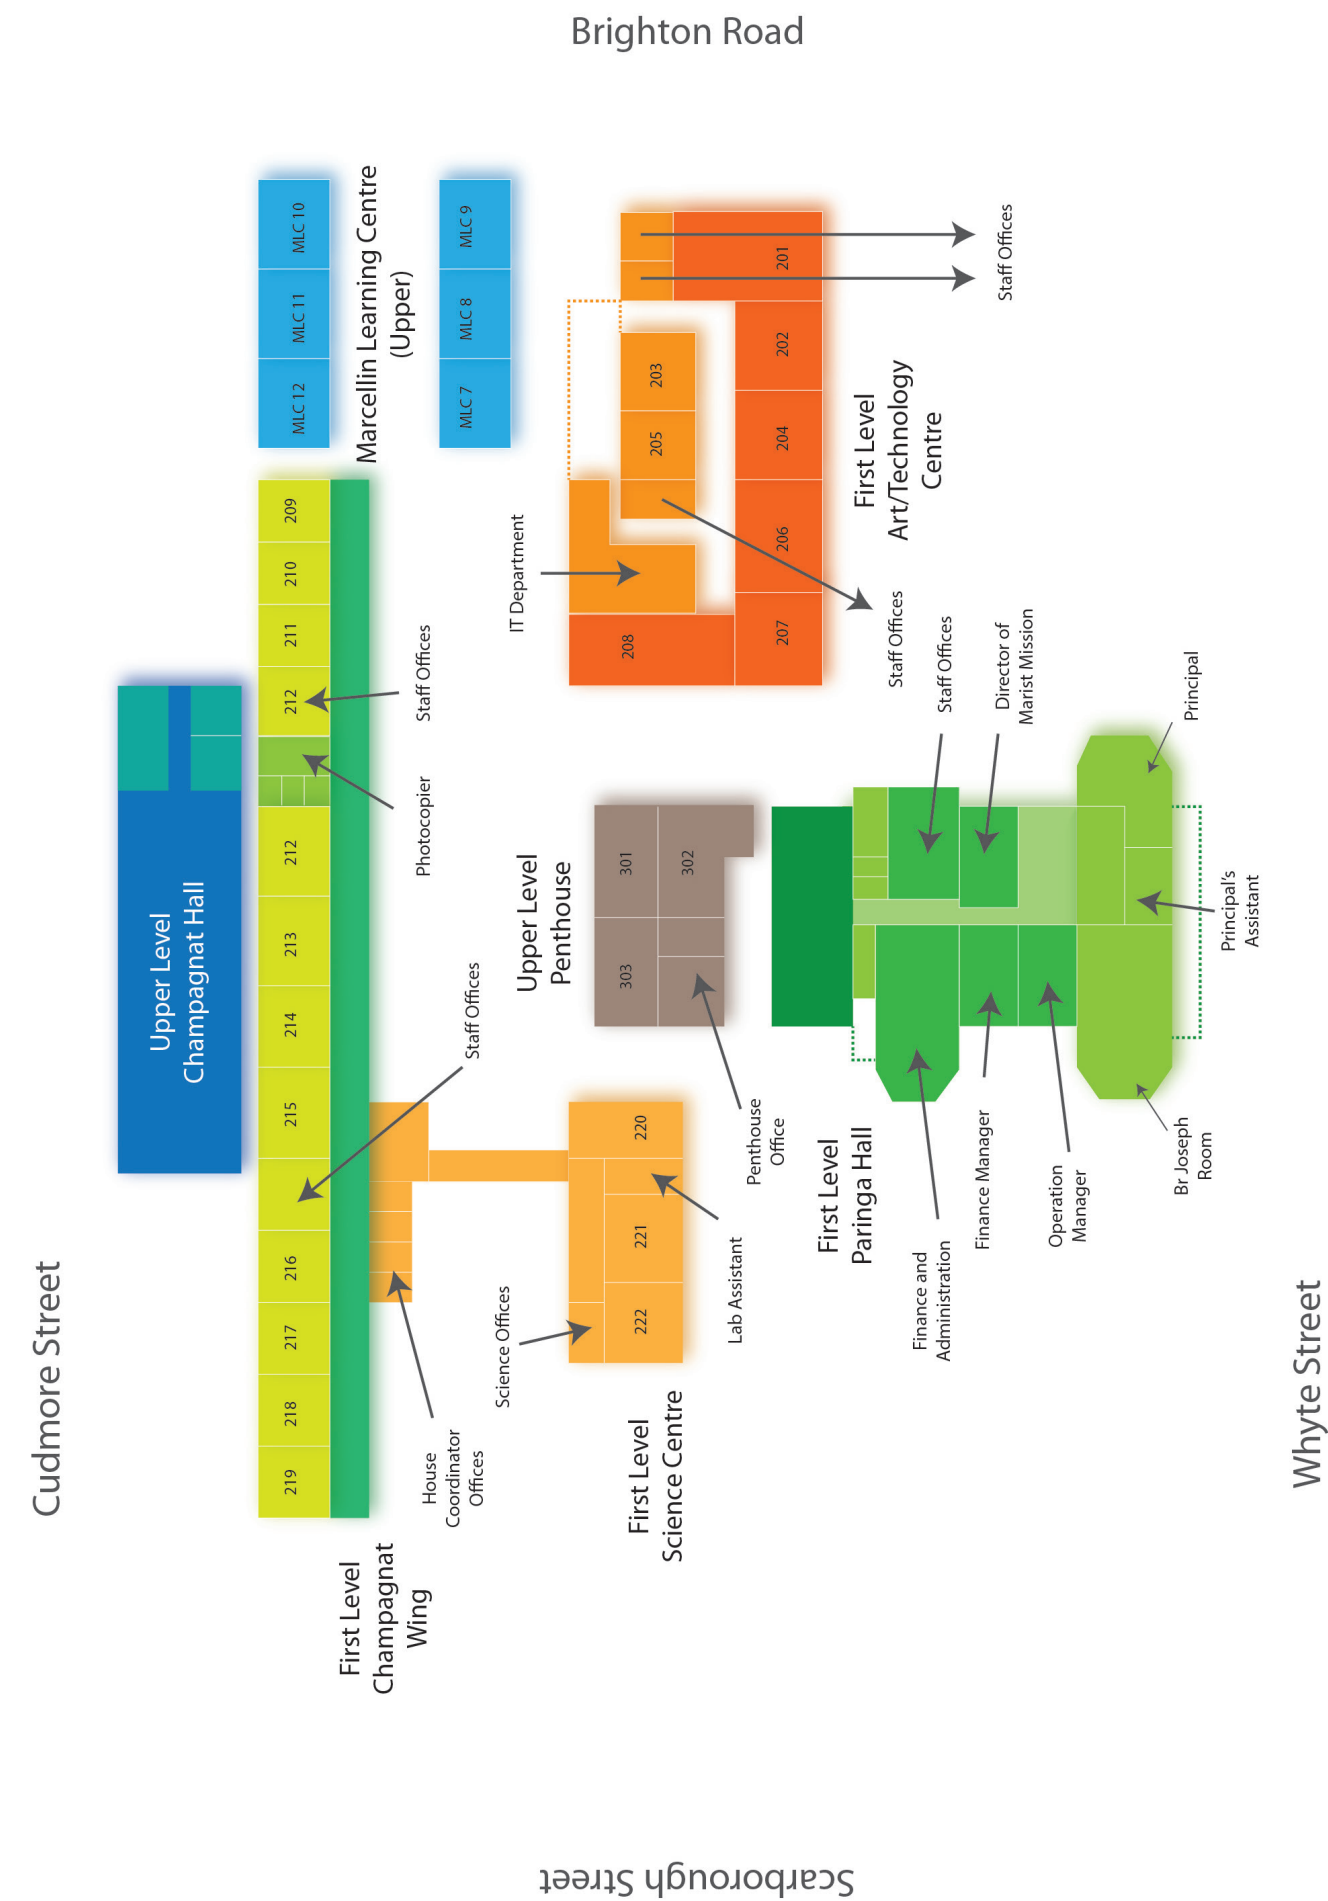 Brighton Road
Cudmore Street
Whyte Street
Scarborough Street
Upper Level
Champagnat Hall
MLC 10
MLC 11
MLC 12
Marcellin Learning Centre
(Upper)
MLC 9
MLC 8
MLC 7
209
210
211
212
212
213
214
215
216
217
218
219
Staff Offices
Photocopier
Staff Offices
House
Coordinator
Offices
First Level
Champagnat
Wing
IT Department
201
202
203
204
205
206
207
208
Staff Offices
Staff Offices
First Level
Art/Technology
Centre
Upper Level
Penthouse
301
302
303
Penthouse
Office
220
221
222
Lab Assistant
Science Offices
First Level
Science Centre
First Level
Paringa Hall
Staff Offices
Director of
Marist Mission
Principal
Principal's
Assistant
Br Joseph
Room
Operation
Manager
Finance Manager
Finance and
Administration